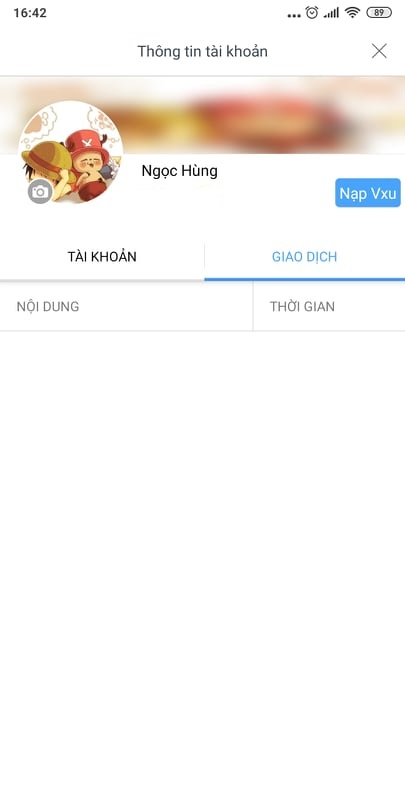 16:42
89
Thông tin tài khoản
Ngọc Hùng
Nạp Vxu
TÀI KHOẢN
GIAO DỊCH
NỘI DUNG
THỜI GIAN